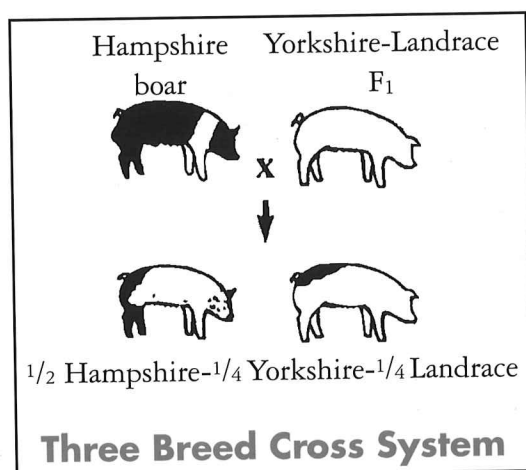 Hampshire Yorkshire-Landrace
boar F₁
x
½ Hampshire-¼ Yorkshire-¼ Landrace
Three Breed Cross System